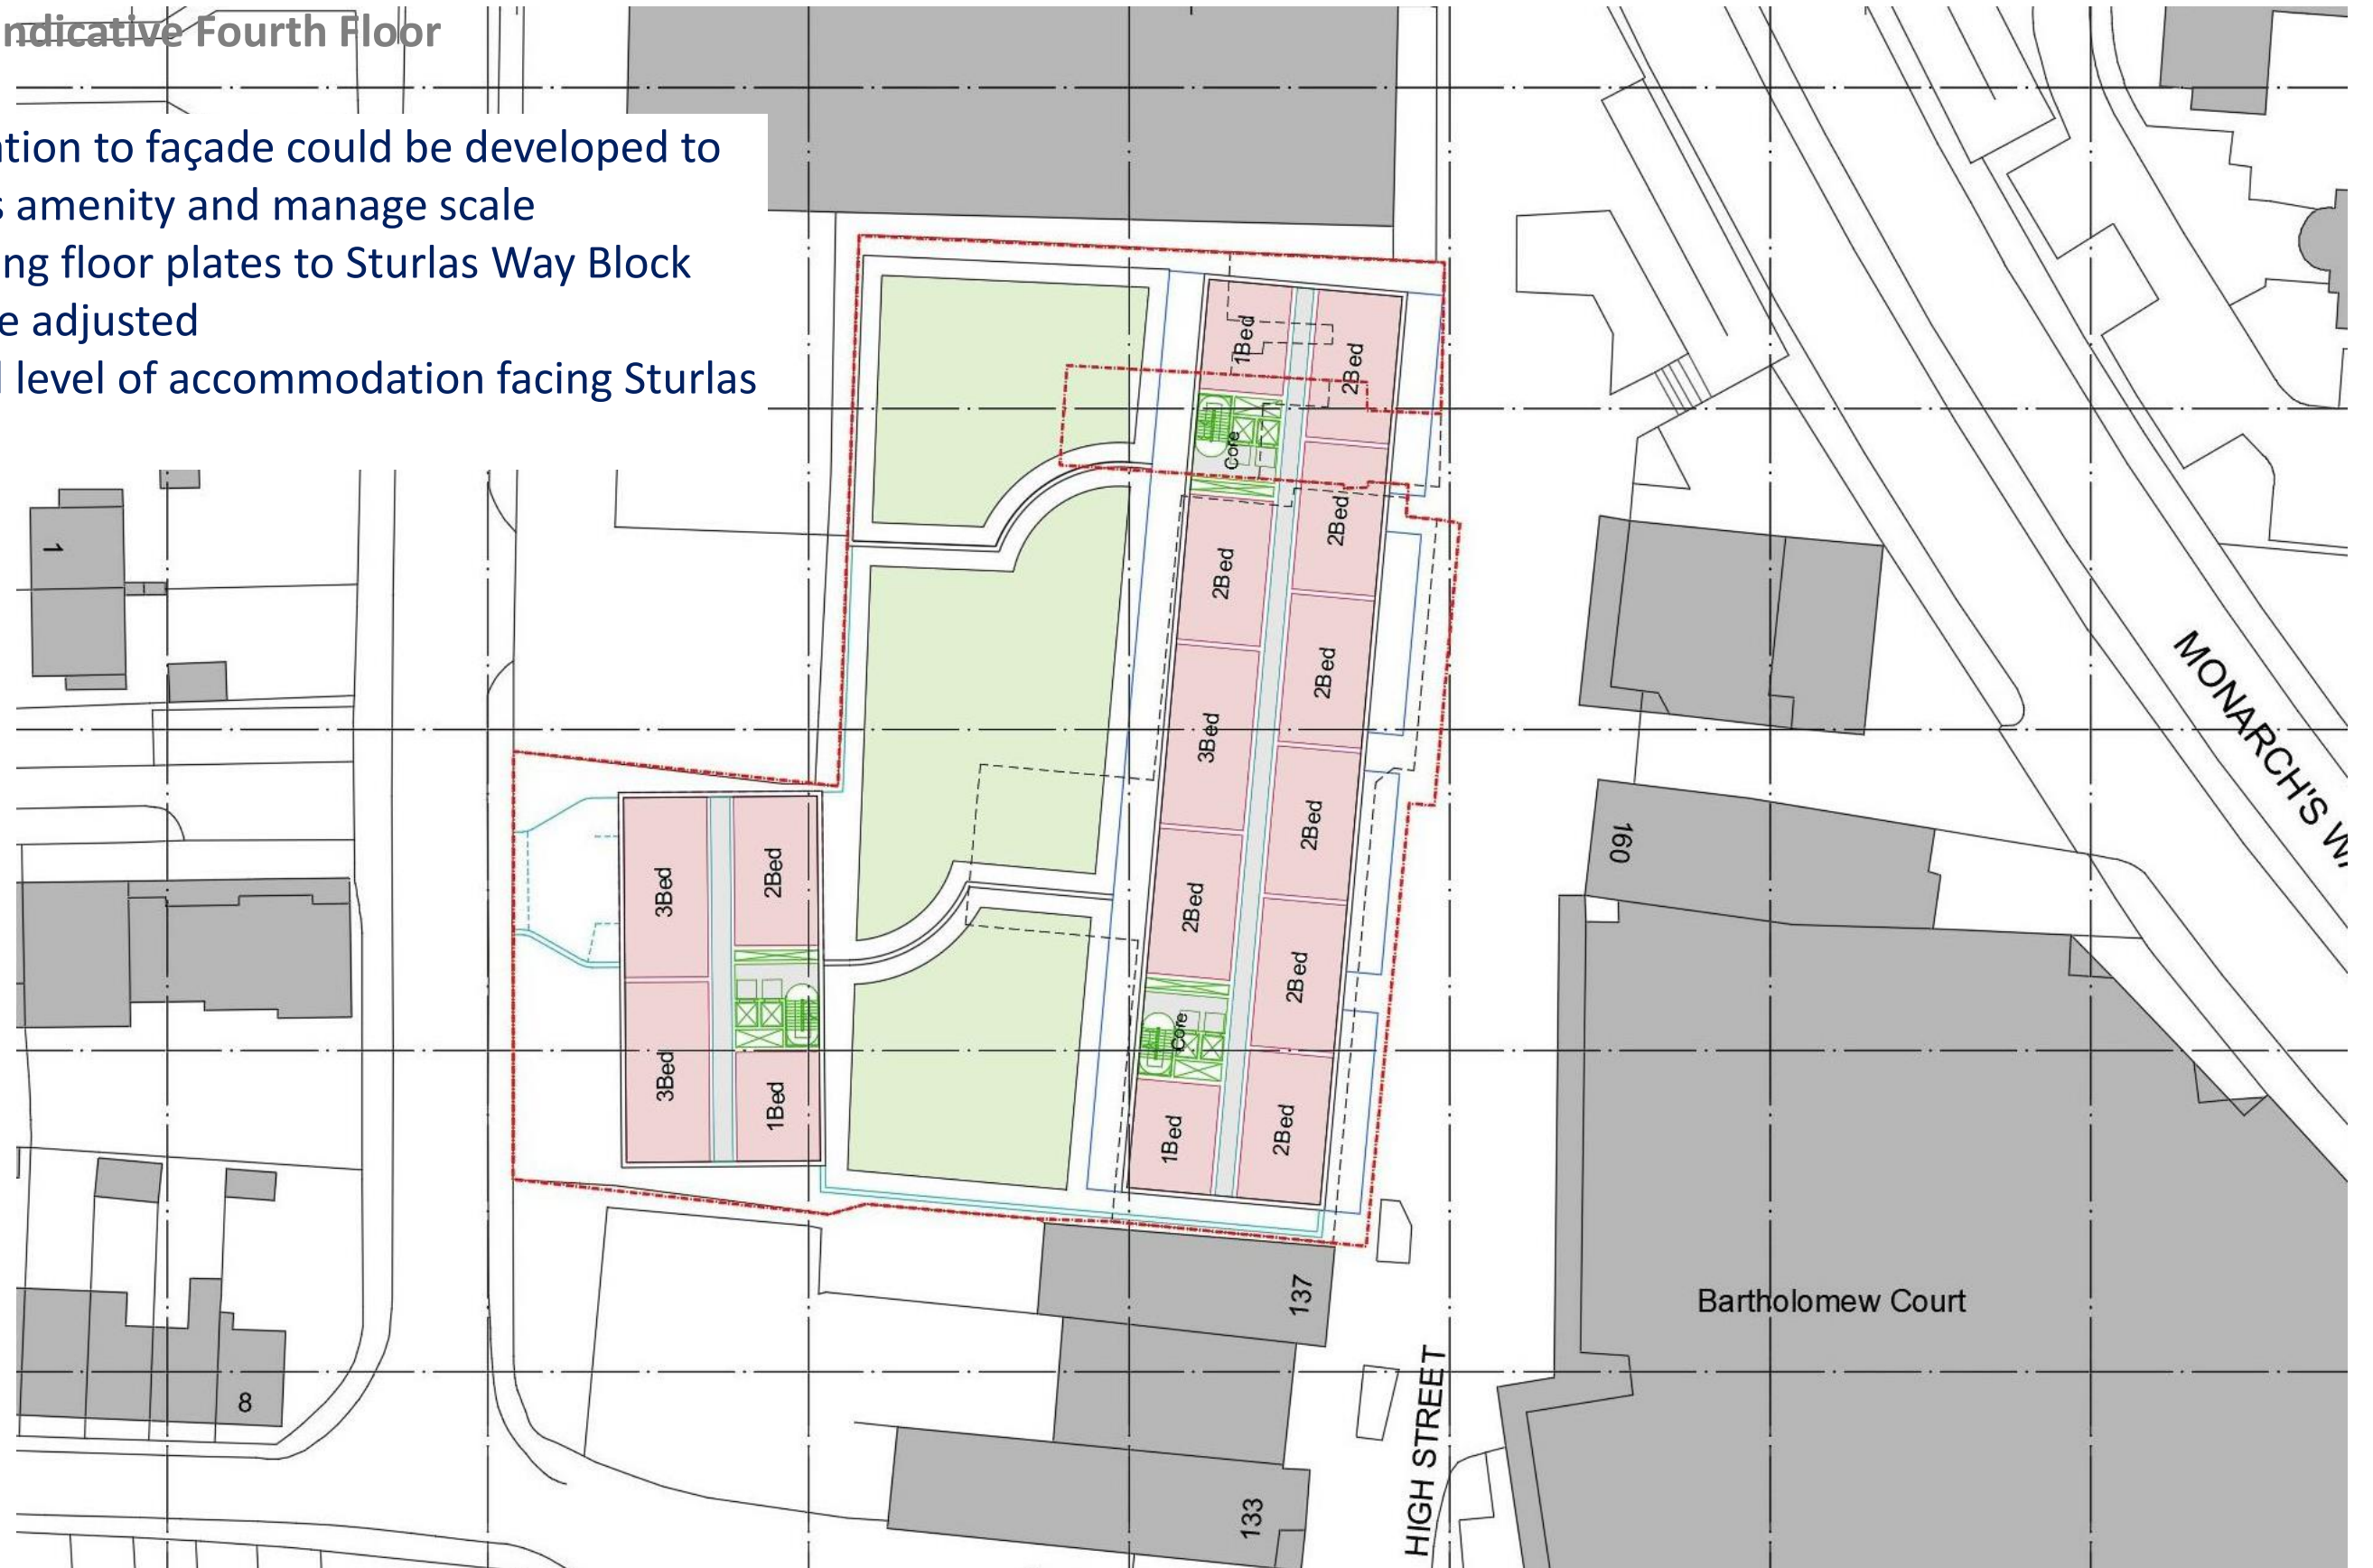 ndicative Fourth Floor
tion to façade could be developed to
s amenity and manage scale
ng floor plates to Sturlas Way Block
e adjusted
l level of accommodation facing Sturlas
1Bed
2Bed
Core
2Bed
2Bed
1
2Bed
3Bed
MONARCH'S
2Bed
160
3Bed
2Bed
2Bed
2Bed
Core
3Bed
1Bed
1Bed
2Bed
137
Bartholomew Court
8
HIGH STREET
133